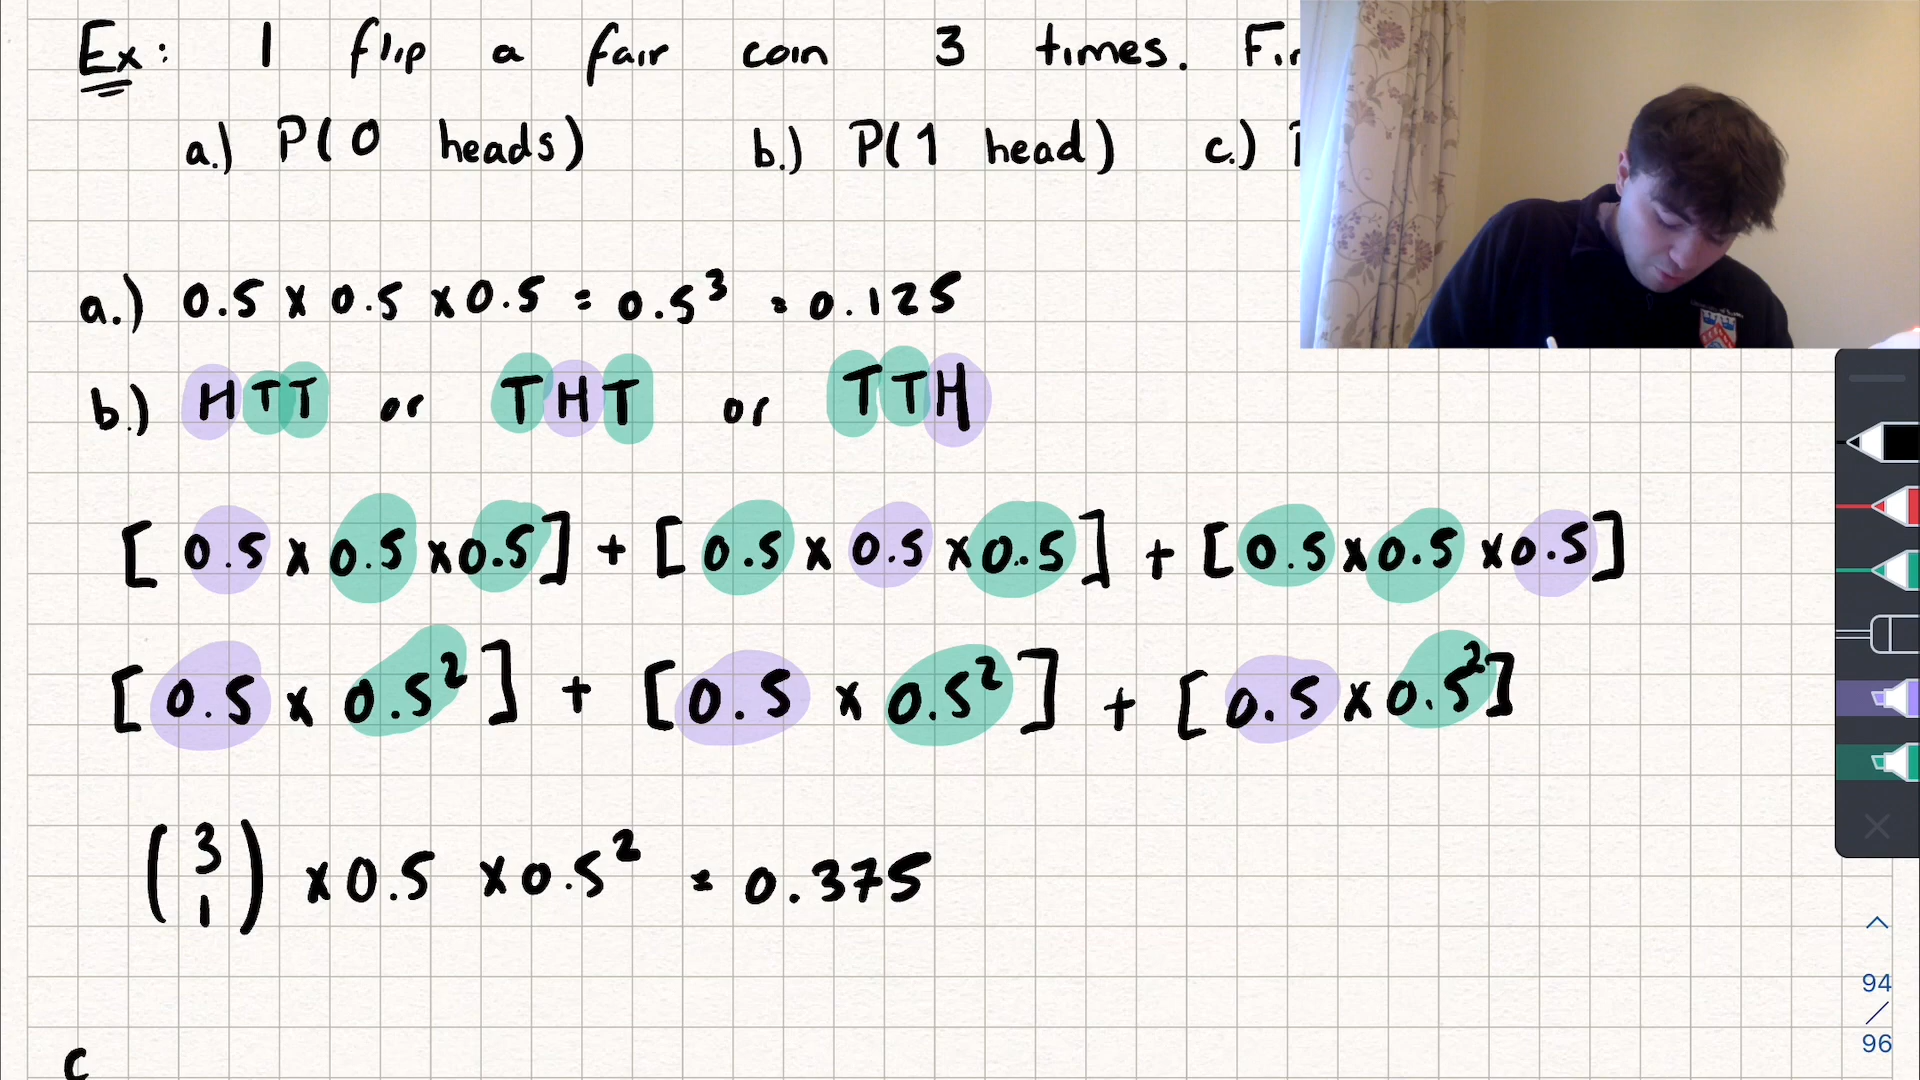 Ex: I flip a fair coin 3 times.
a.) P(0 heads) b.) P(1 head) c.)
a.) 0.5 x 0.5 x 0.5 = 0.5³ = 0.125
b.) HTT or THT or TTH
[0.5 x 0.5 x 0.5] + [0.5 x 0.5 x 0.5] + [0.5 x 0.5 x 0.5]
[0.5 x 0.5²] + [0.5 x 0.5²] + [0.5 x 0.5²]
(3
1) x 0.5 x 0.5² = 0.375
c
94
/
96